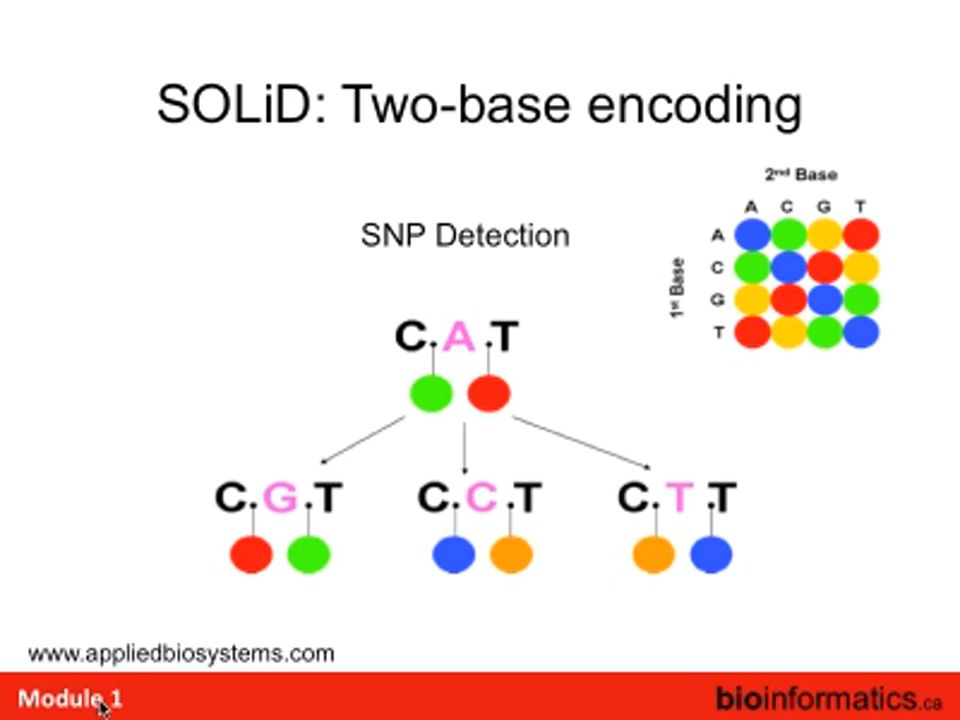 SOLiD: Two-base encoding
2nd Base
A C G T
SNP Detection
1st Base
A
C
G
T
C.A.T
C.G.T C.C.T C.T.T
www.appliedbiosystems.com
Module 1
bioinformatics.ca